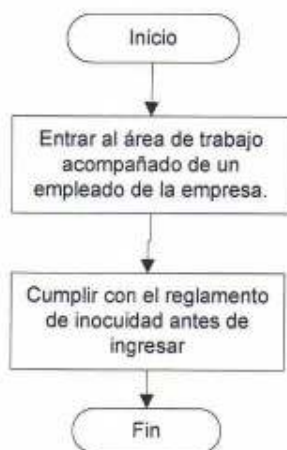 Inicio
Entrar al área de trabajo
acompañado de un
empleado de la empresa.
Cumplir con el reglamento
de inocuidad antes de
ingresar
Fin